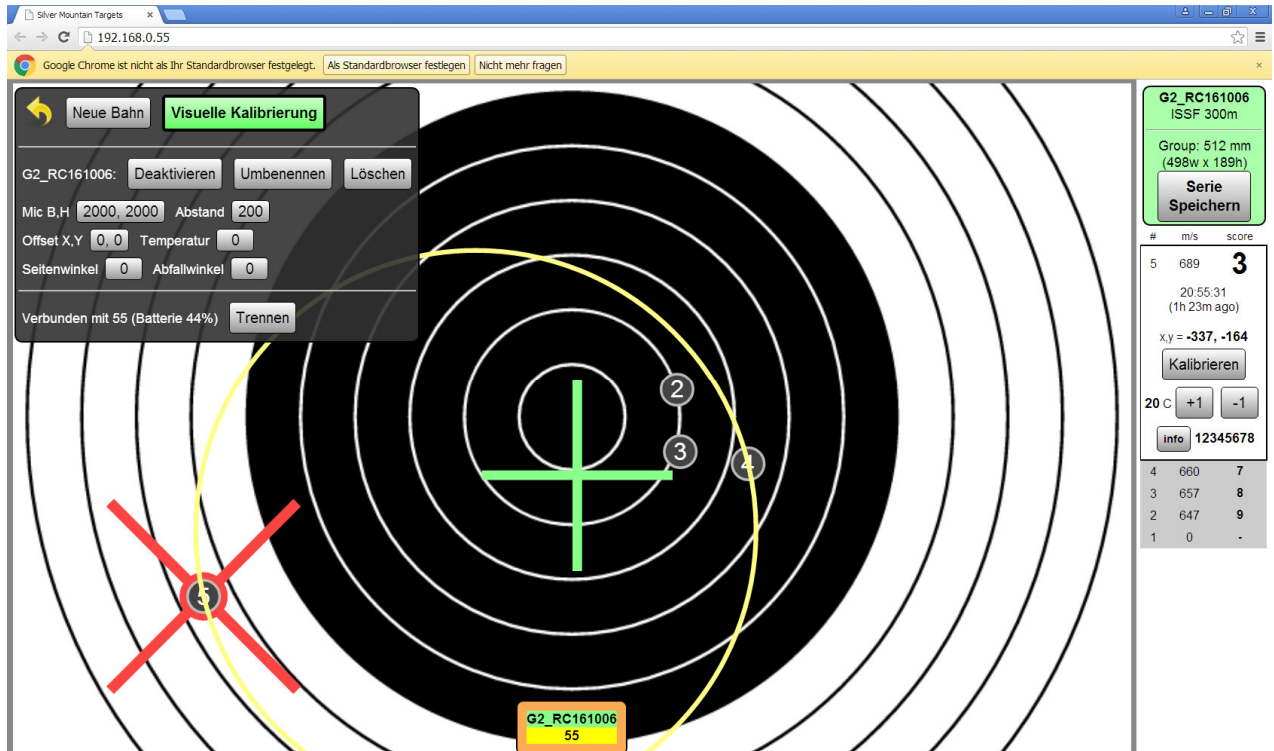 Silver Mountain Targets
192.168.0.55
Google Chrome ist nicht als Ihr Standardbrowser festgelegt. Als Standardbrowser festlegen Nicht mehr fragen
Neue Bahn Visuelle Kalibrierung
G2_RC161006: Deaktivieren Umbenennen Löschen
Mic B,H 2000, 2000 Abstand 200
Offset X,Y 0, 0 Temperatur 0
Seitenwinkel 0 Abfallwinkel 0
Verbunden mit 55 (Batterie 44%) Trennen
2
3
4
5
G2_RC161006
55
G2_RC161006
ISSF 300m
Group: 512 mm
(498w x 189h)
Serie
Speichern
# m/s score
5 689 3
20:55:31
(1h 23m ago)
x,y = -337, -164
Kalibrieren
20 C +1 -1
info 12345678
4 660 7
3 657 8
2 647 9
1 0 -